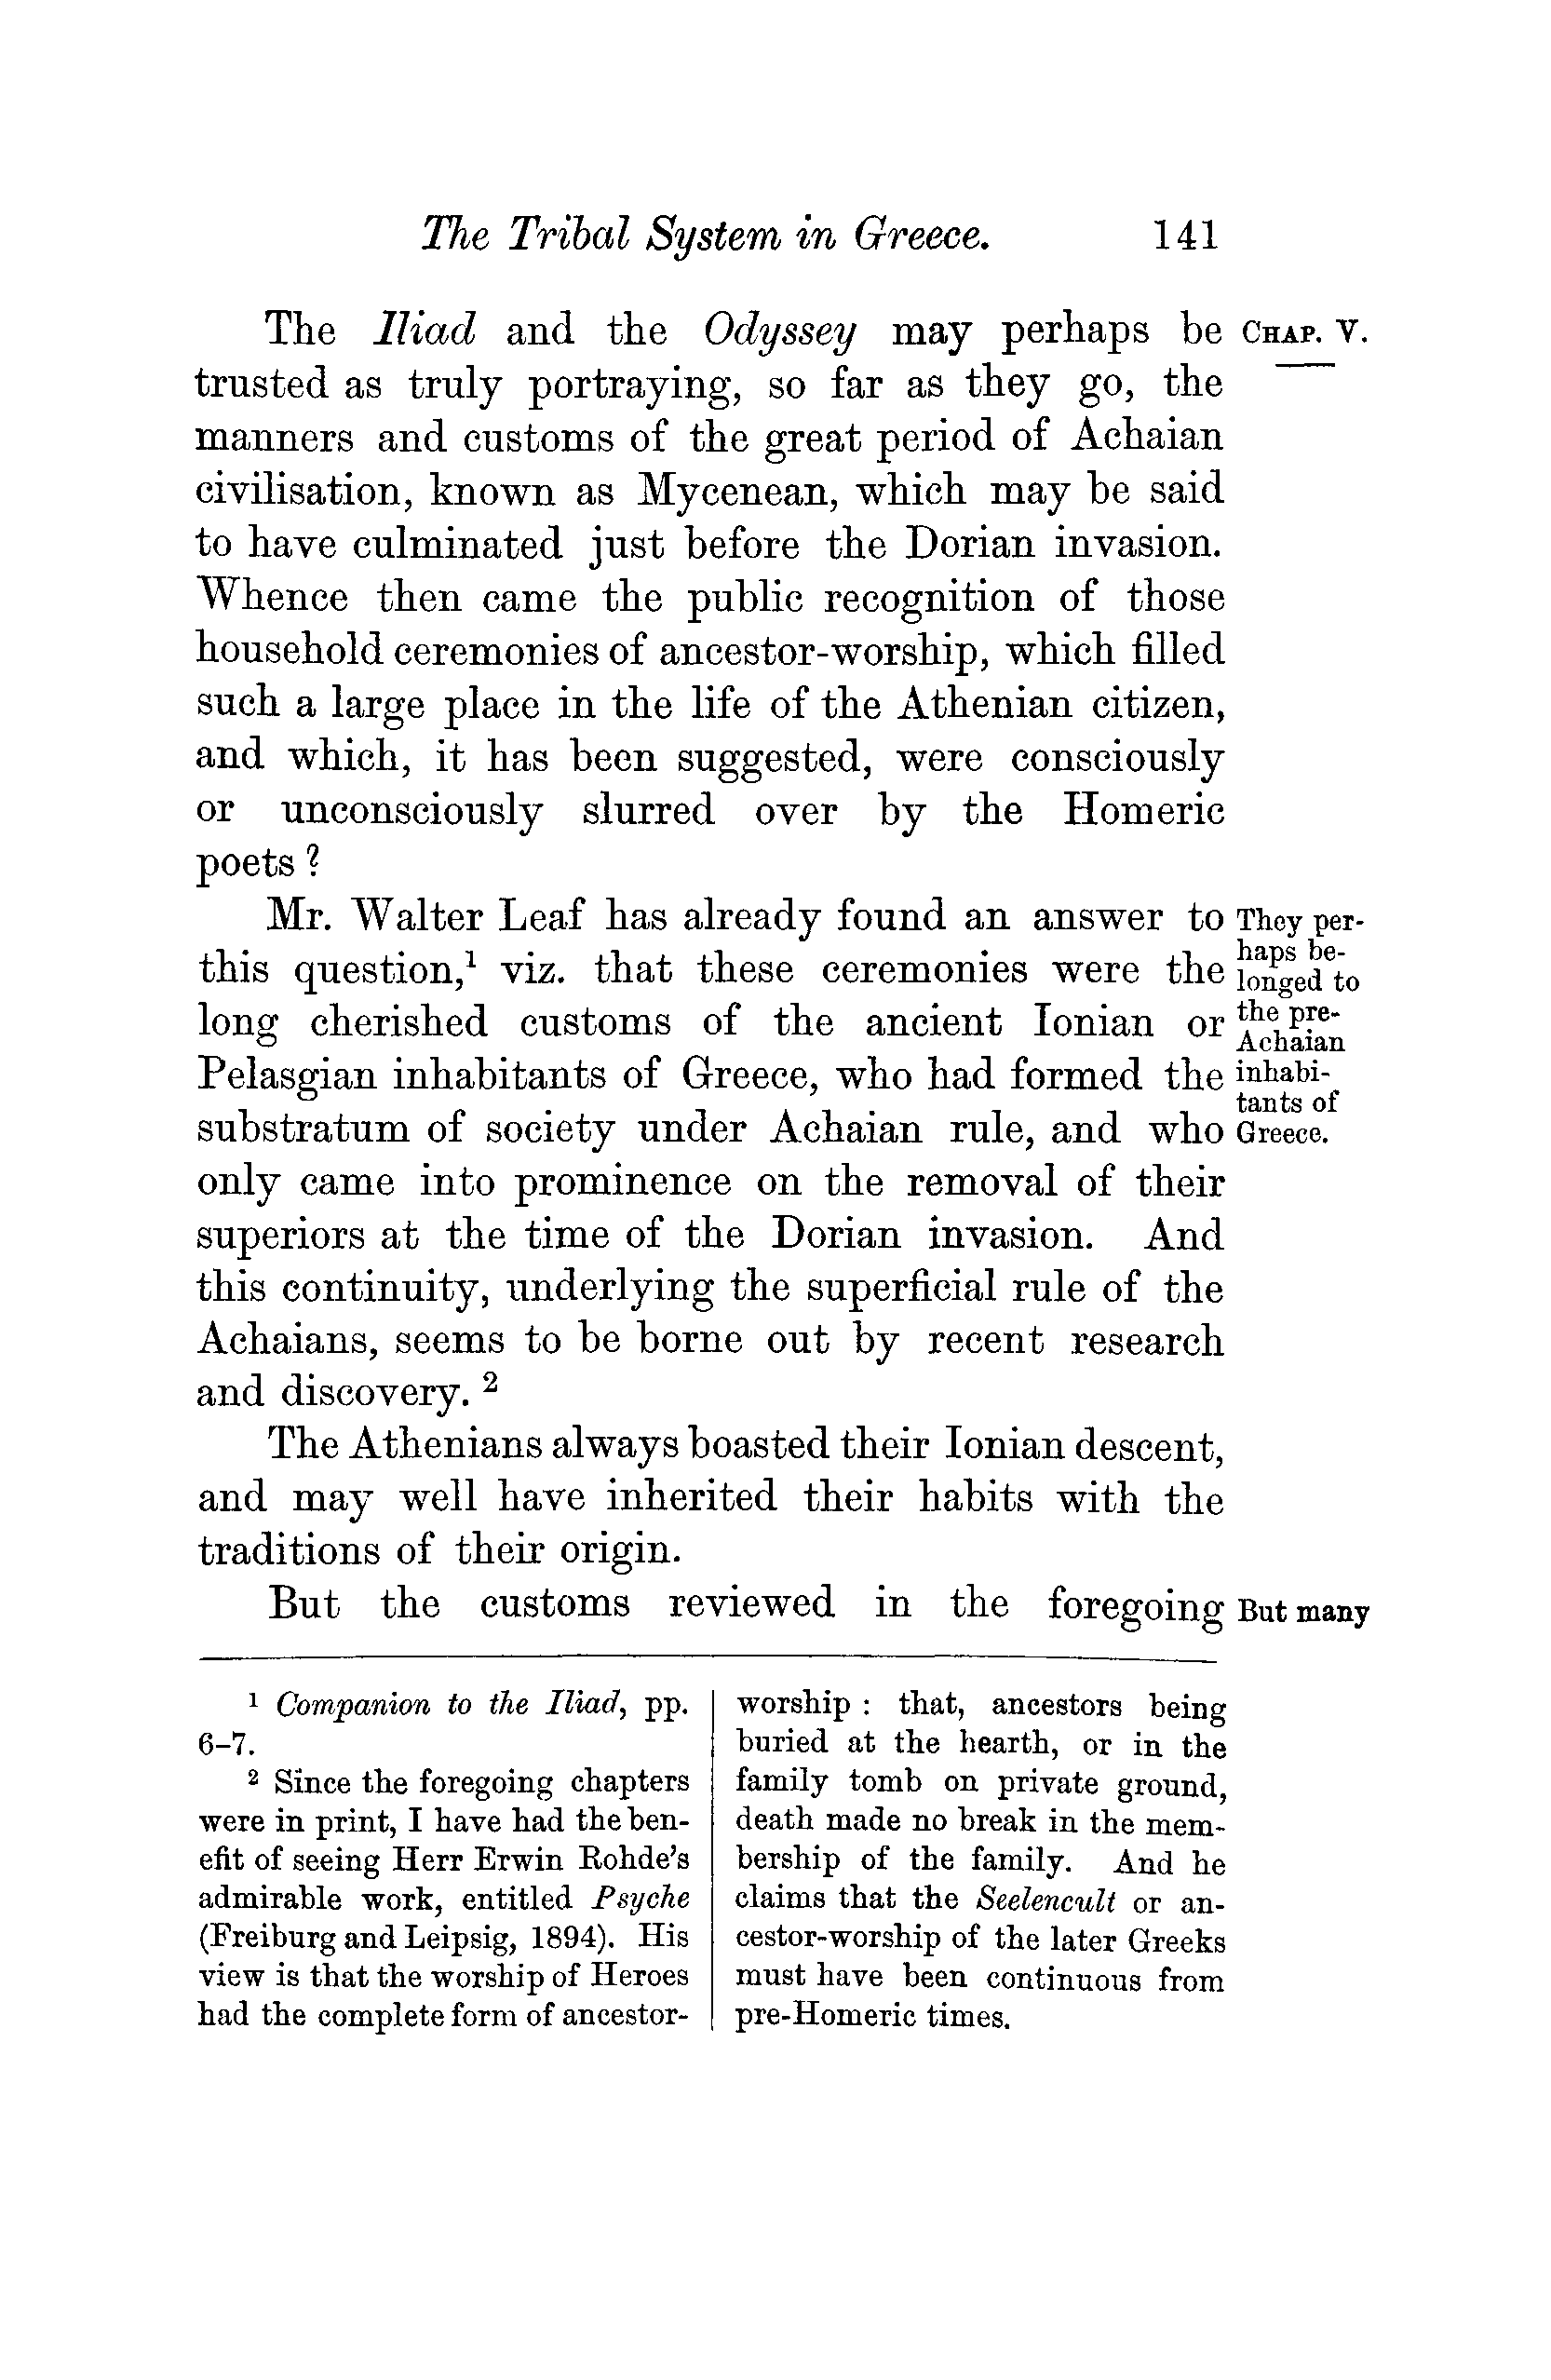 The Tribal System in Greece. 141
The Iliad and the Odyssey may perhaps be
trusted as truly portraying, so far as they go, the
manners and customs of the great period of Achaian
civilisation, known as Mycenean, which may be said
to have culminated just before the Dorian invasion.
Whence then came the public recognition of those
household ceremonies of ancestor-worship, which filled
such a large place in the life of the Athenian citizen,
and which, it has been suggested, were consciously
or unconsciously slurred over by the Homeric
poets ?
Mr. Walter Leaf has already found an answer to
this question,¹ viz. that these ceremonies were the
long cherished customs of the ancient Ionian or
Pelasgian inhabitants of Greece, who had formed the
substratum of society under Achaian rule, and who
only came into prominence on the removal of their
superiors at the time of the Dorian invasion. And
this continuity, underlying the superficial rule of the
Achaians, seems to be borne out by recent research
and discovery. ²
The Athenians always boasted their Ionian descent,
and may well have inherited their habits with the
traditions of their origin.
But the customs reviewed in the foregoing
CHAP. V.
They per-
haps be-
longed to
the pre-
Achaian
inhabi-
tants of
Greece.
But many
¹ Companion to the Iliad, pp.
6-7.
² Since the foregoing chapters
were in print, I have had the ben-
efit of seeing Herr Erwin Rohde's
admirable work, entitled Psyche
(Freiburg and Leipsig, 1894). His
view is that the worship of Heroes
had the complete form of ancestor-
worship : that, ancestors being
buried at the hearth, or in the
family tomb on private ground,
death made no break in the mem-
bership of the family. And he
claims that the Seelencult or an-
cestor-worship of the later Greeks
must have been continuous from
pre-Homeric times.